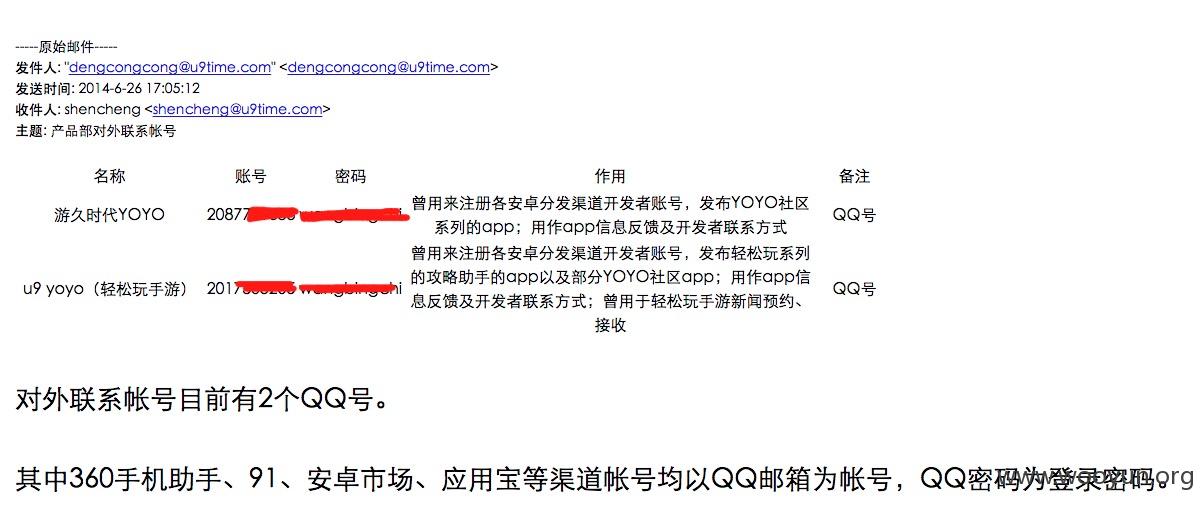 -----原始邮件-----
发件人: "dengcongcong@u9time.com" <dengcongcong@u9time.com>
发送时间: 2014-6-26 17:05:12
收件人: shencheng <shencheng@u9time.com>
主题: 产品部对外联系帐号
名称 账号 密码 作用 备注
游久时代YOYO 20877 曾用来注册各安卓分发渠道开发者账号，发布YOYO社区 QQ号
系列的app；用作app信息反馈及开发者联系方式
曾用来注册各安卓分发渠道开发者账号，发布轻松玩系列
u9 yoyo（轻松玩手游） 2017 的攻略助手的app以及部分YOYO社区app；用作app信 QQ号
息反馈及开发者联系方式；曾用于轻松玩手游新闻预约、
接收
对外联系帐号目前有2个QQ号。
其中360手机助手、91、安卓市场、应用宝等渠道帐号均以QQ邮箱为帐号，QQ密码为登录密码。
www.wooyun.org